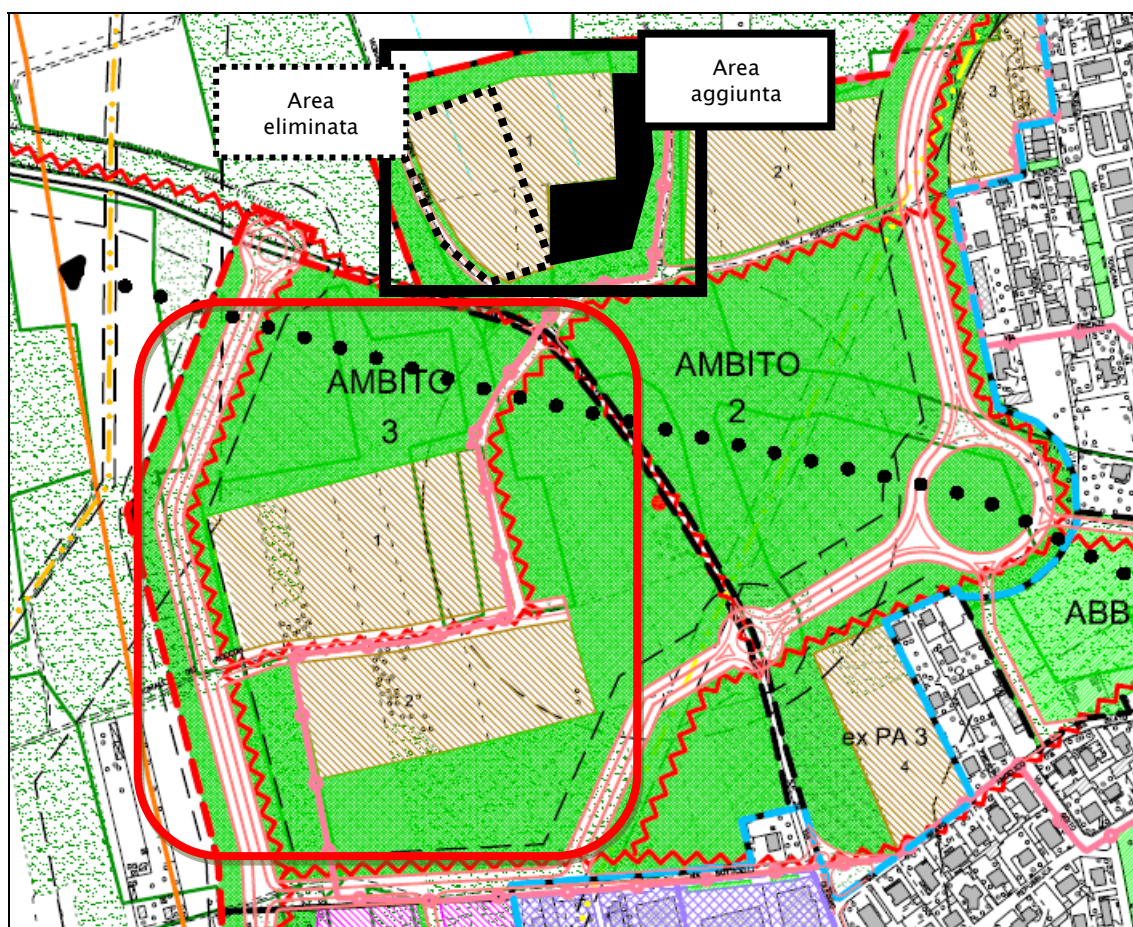 Area
eliminata
Area
aggiunta
1
2
3
AMBITO
3
AMBITO
2
1
2
ABB
ex PA 3
4